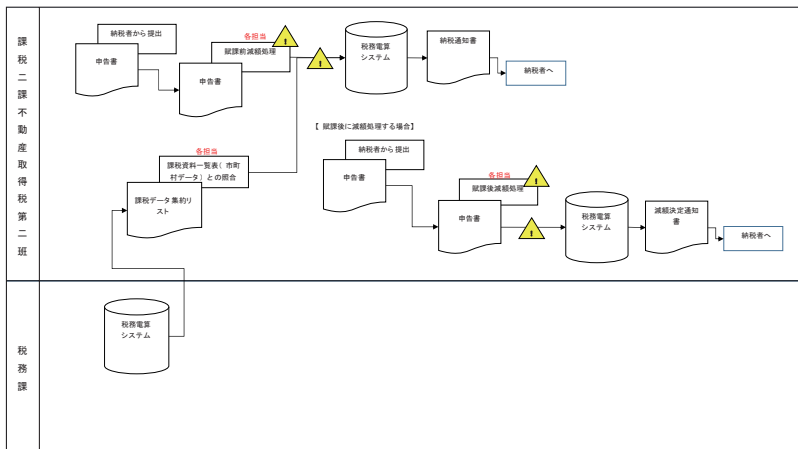 課税二課不動産取得税第二班
納税者から提出
申告書
各担当
賦課前減額処理
申告書
!
!
税務電算
システム
納税通知書
納税者へ
各担当
課税資料一覧表(市町
村データ)との照合
課税データ集約リ
スト
【 賦課後に減額処理する場合】
納税者から提出
申告書
各担当
賦課後減額処理
申告書
!
!
税務電算
システム
減額決定通知
書
納税者へ
税務課
税務電算
システム